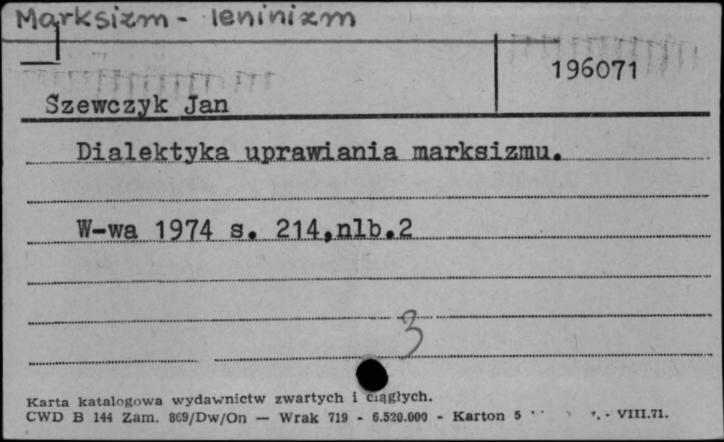 Marksizm - leninizm
196071
Szewczyk Jan
Dialektyka uprawiania marksizmu.
W-wa 1974 s. 214,nlb.2
3
Karta katalogowa wydawnictw zwartych i ciągłych.
CWD B 144 Zam. 869/Dw/On — Wrak 719 - 6.520.000 - Karton 5 - VIII.71.